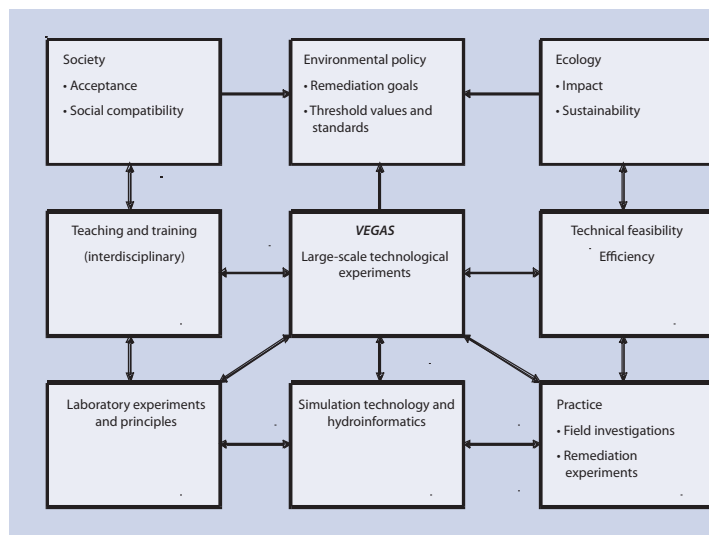 Society
• Acceptance
• Social compatibility
Environmental policy
• Remediation goals
• Threshold values and
standards
Ecology
• Impact
• Sustainability
Teaching and training
(interdisciplinary)
VEGAS
Large-scale technological
experiments
Technical feasibility
Efficiency
Laboratory experiments
and principles
Simulation technology and
hydroinformatics
Practice
• Field investigations
• Remediation
experiments